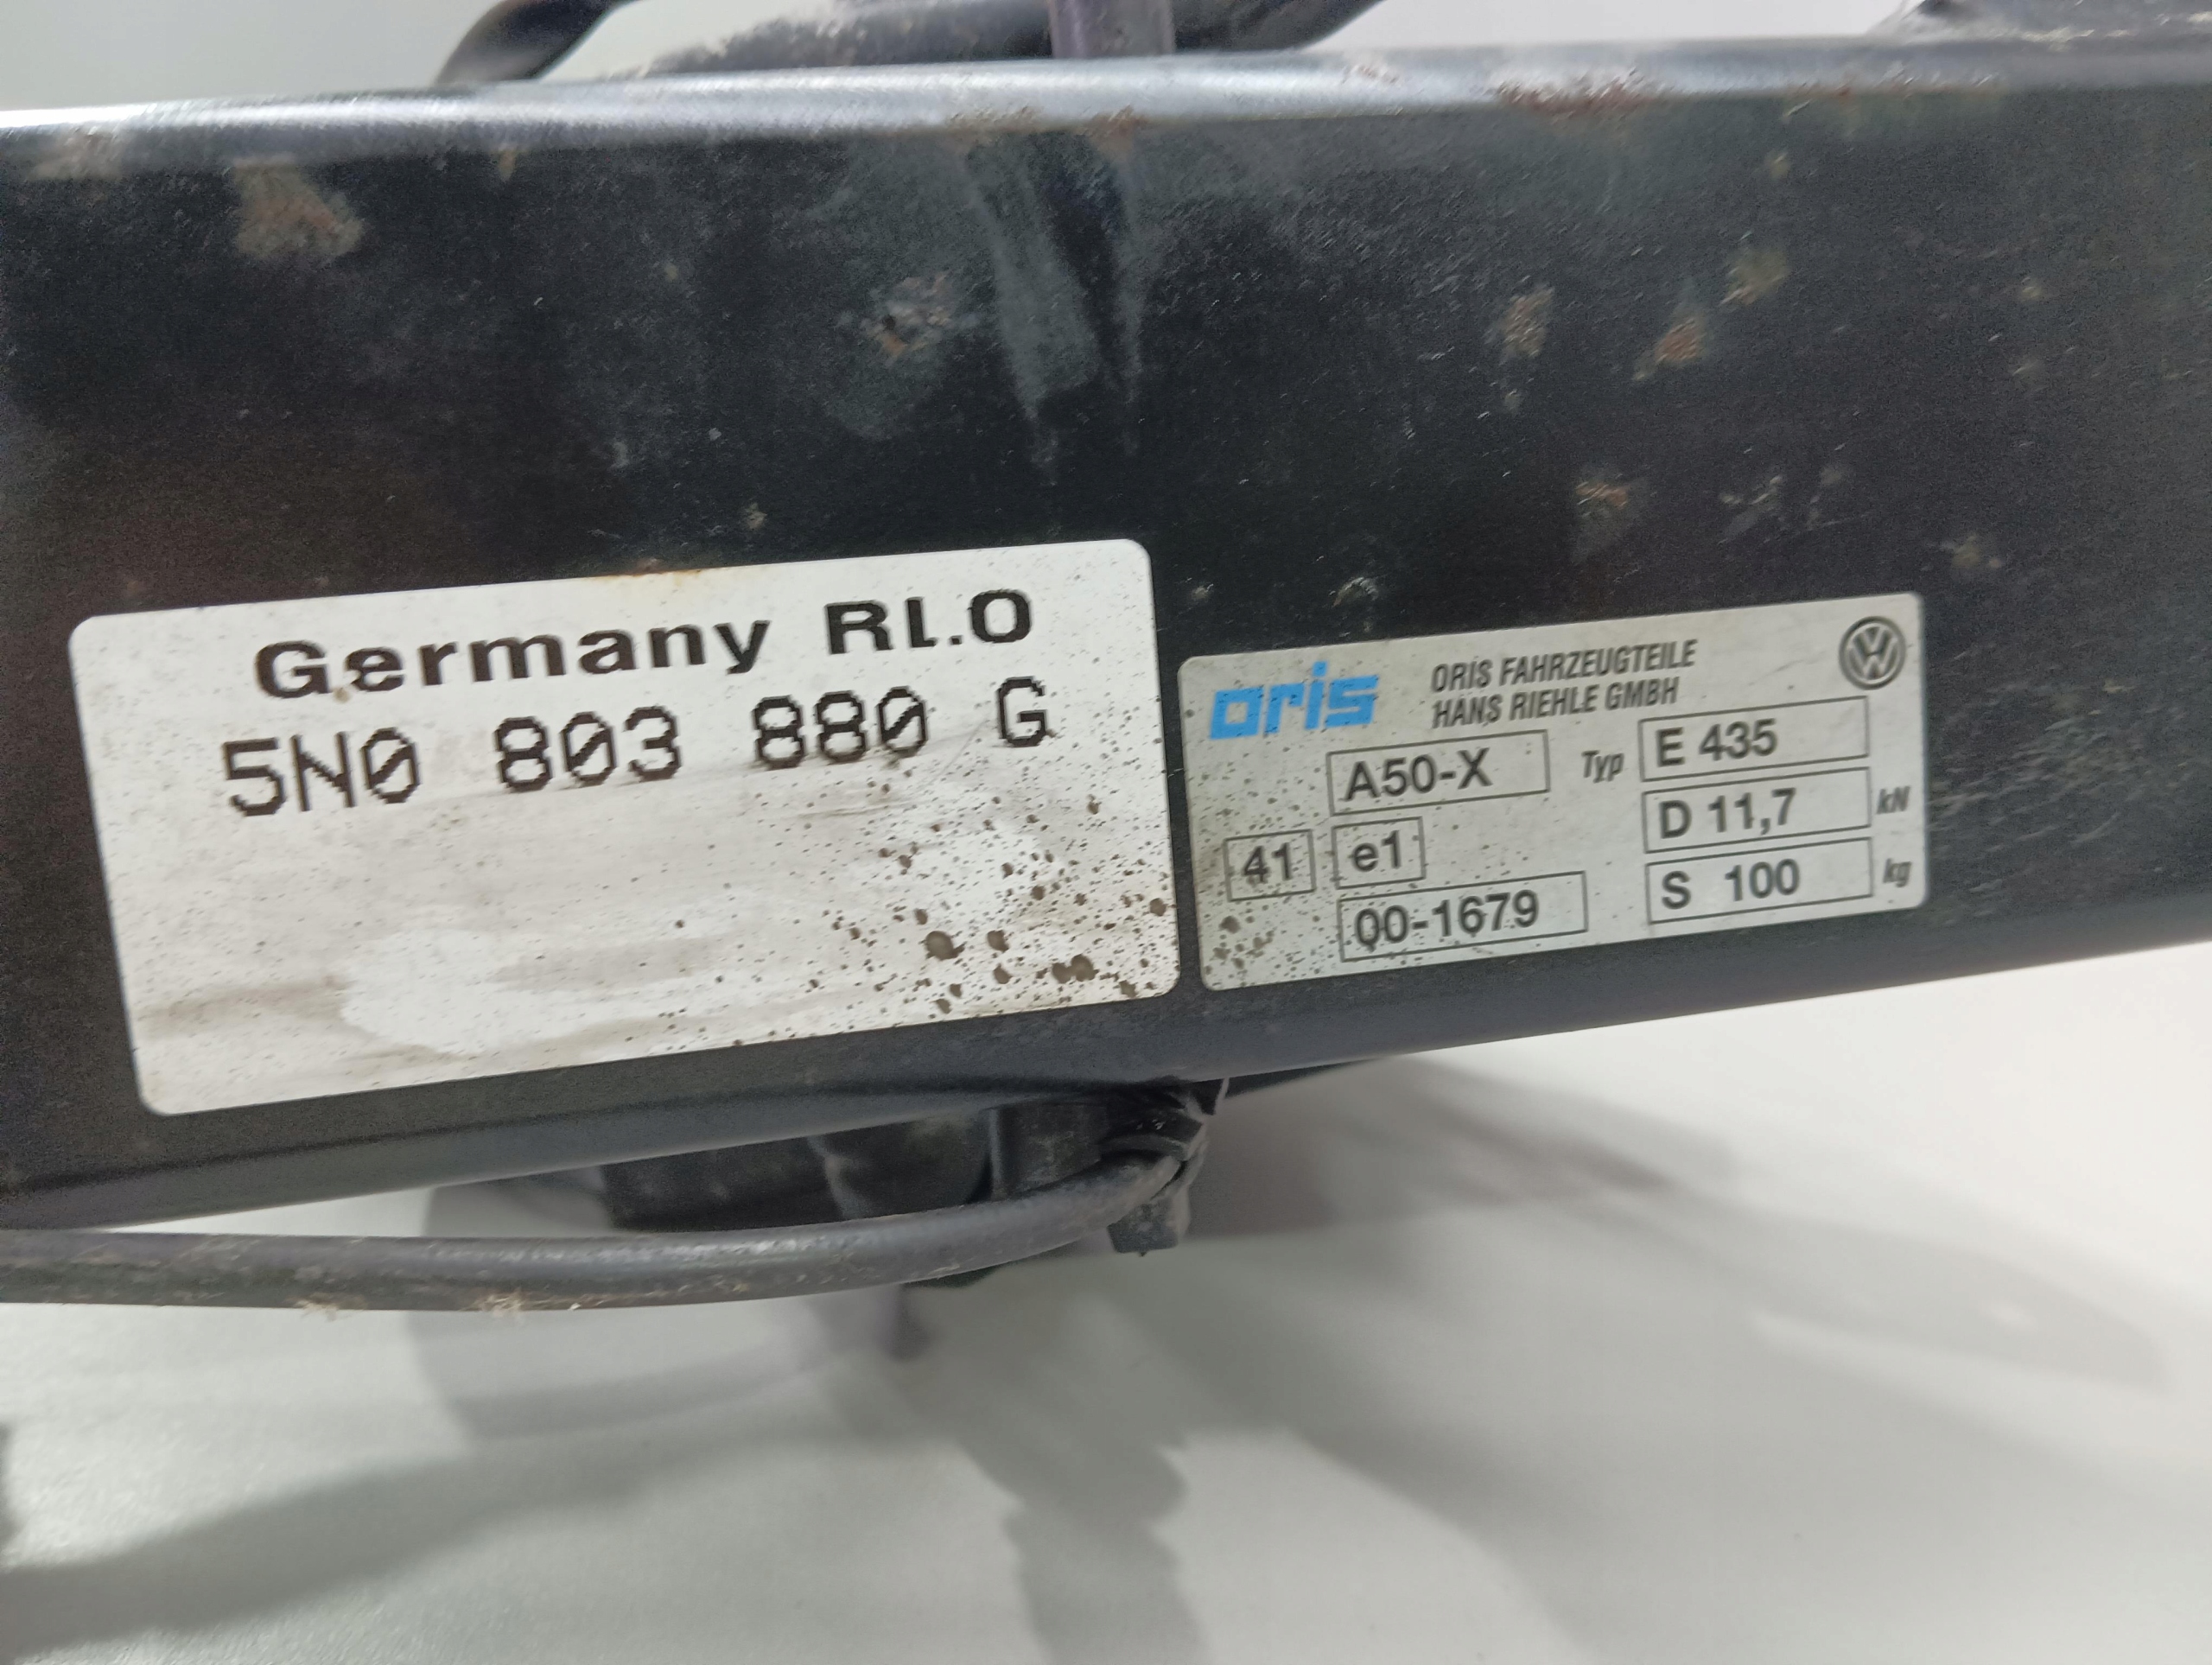 Germany RL.O
5N0 803 880 G
oris
ORIS FAHRZEUGTEILE
HANS RIEHLE GMBH
A50-X
Typ E 435
D 11,7 kN
41 e1
S 100 kg
00-1679